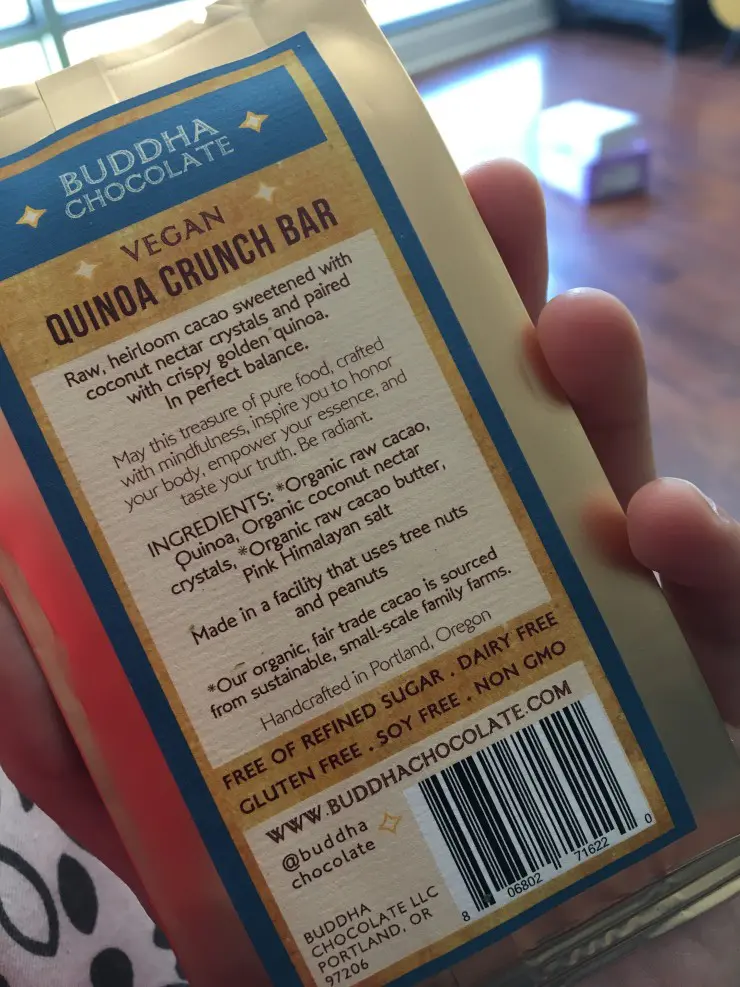 BUDDHA
CHOCOLATE
VEGAN
QUINOA CRUNCH BAR
Raw, heirloom cacao sweetened with
coconut nectar crystals and paired
with crispy golden quinoa.
In perfect balance.
May this treasure of pure food, crafted
with mindfulness, inspire you to honor
your body, empower your essence, and
taste your truth. Be radiant.
INGREDIENTS: *Organic raw cacao,
Quinoa, Organic coconut nectar
crystals, *Organic raw cacao butter,
Pink Himalayan salt
Made in a facility that uses tree nuts
and peanuts
*Our organic, fair trade cacao is sourced
from sustainable, small-scale family farms.
Handcrafted in Portland, Oregon
FREE OF REFINED SUGAR . DAIRY FREE
GLUTEN FREE . SOY FREE . NON GMO
WWW.BUDDHACHOCOLATE.COM
@buddha
chocolate
BUDDHA
CHOCOLATE LLC
PORTLAND, OR
97206
8 06802 71622 0